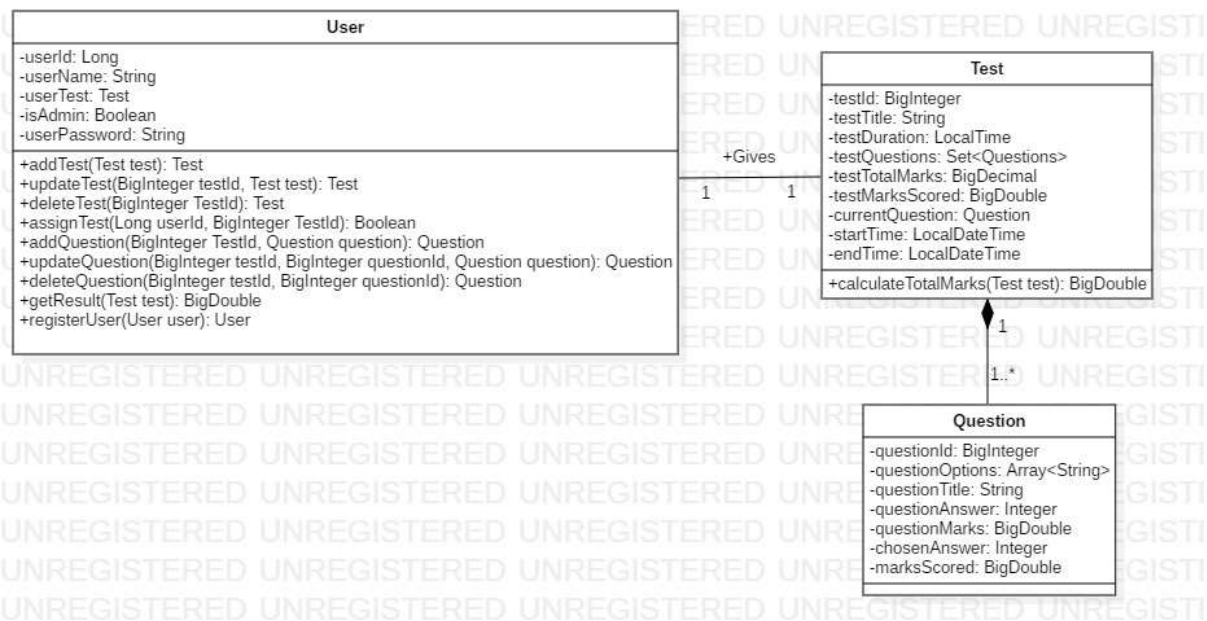 User
-userId: Long
-userName: String
-userTest: Test
-isAdmin: Boolean
-userPassword: String
+addTest(Test test): Test
+updateTest(BigInteger testId, Test test): Test
+deleteTest(BigInteger TestId): Test
+assignTest(Long userId, BigInteger TestId): Boolean
+addQuestion(BigInteger TestId, Question question): Question
+updateQuestion(BigInteger testId, BigInteger questionId, Question question): Question
+deleteQuestion(BigInteger testId, BigInteger questionId): Question
+getResult(Test test): BigDouble
+registerUser(User user): User
+Gives
1
1
Test
-testId: BigInteger
-testTitle: String
-testDuration: LocalTime
-testQuestions: Set<Questions>
-testTotalMarks: BigDecimal
-testMarksScored: BigDouble
-currentQuestion: Question
-startTime: LocalDateTime
-endTime: LocalDateTime
+calculateTotalMarks(Test test): BigDouble
1
1..*
Question
-questionId: BigInteger
-questionOptions: Array<String>
-questionTitle: String
-questionAnswer: Integer
-questionMarks: BigDouble
-chosenAnswer: Integer
-marksScored: BigDouble
UNREGISTERED UNREGISTERED UNREGISTERED UNREGISTERED